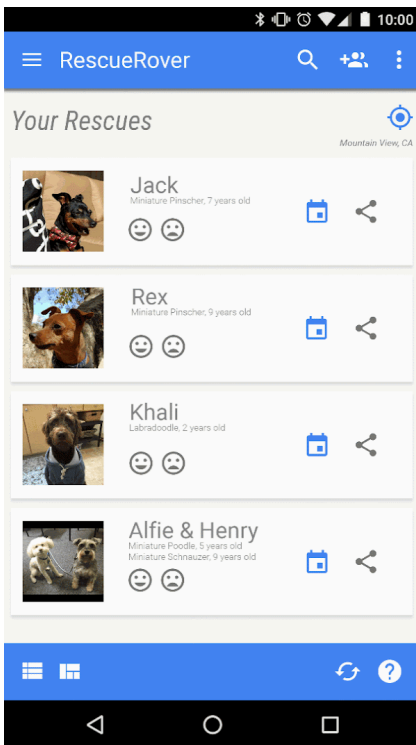 10:00
RescueRover
Your Rescues
Mountain View, CA
Jack
Miniature Pinscher, 7 years old
Rex
Miniature Pinscher, 9 years old
Khali
Labradoodle, 2 years old
Alfie & Henry
Miniature Poodle, 5 years old
Miniature Schnauzer, 9 years old
?